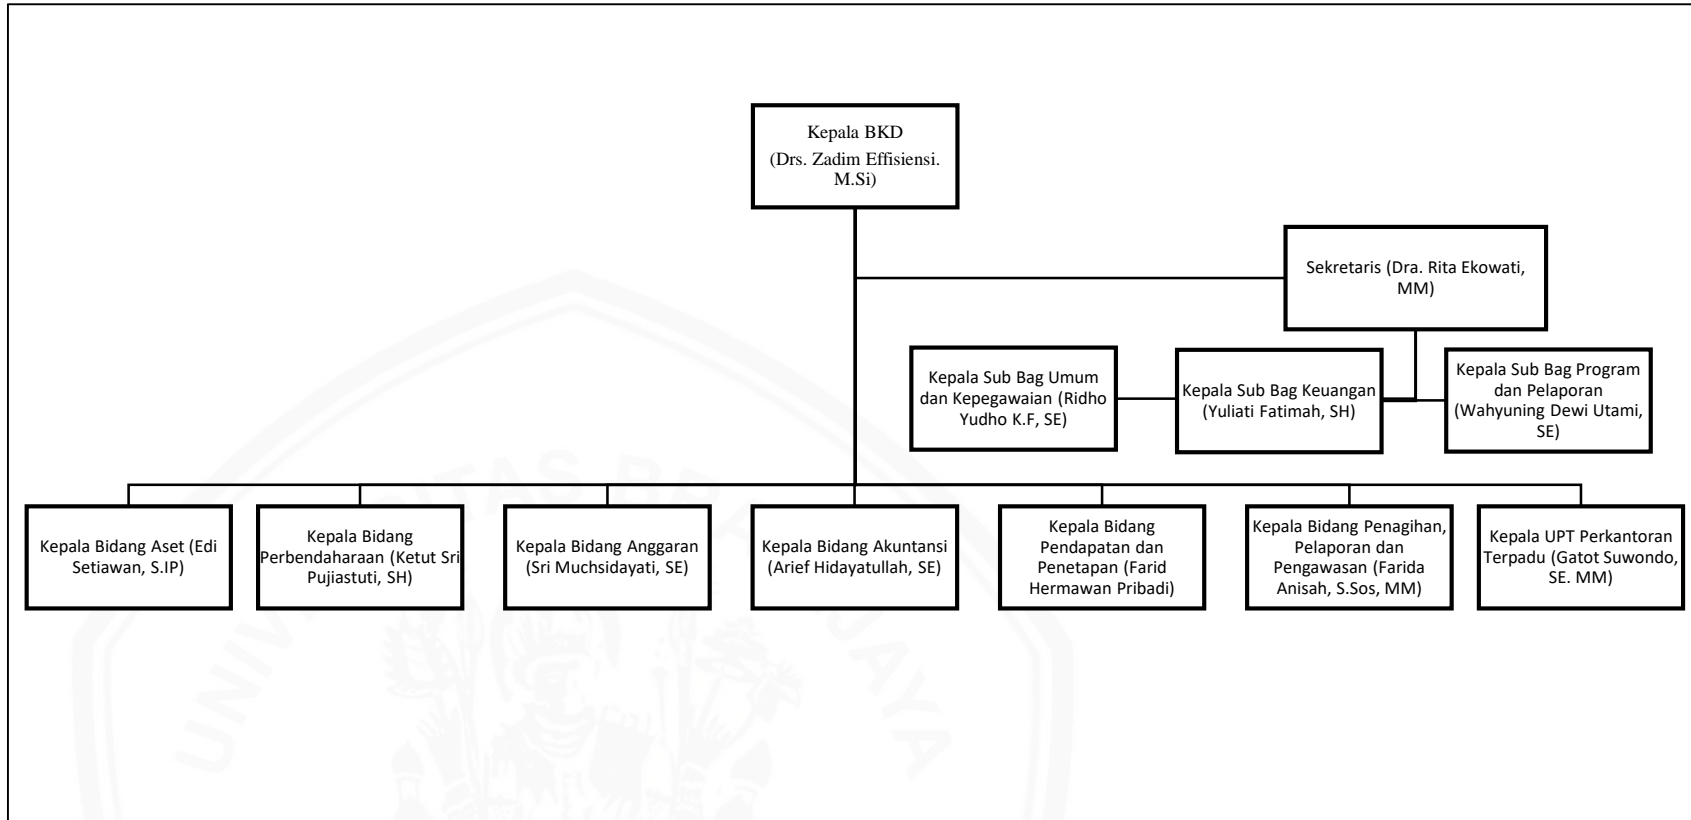 Kepala BKD
(Drs. Zadim Effisiensi.
M.Si)
Sekretaris (Dra. Rita Ekowati,
MM)
Kepala Sub Bag Umum
dan Kepegawaian (Ridho
Yudho K.F, SE)
Kepala Sub Bag Keuangan
(Yuliati Fatimah, SH)
Kepala Sub Bag Program
dan Pelaporan
(Wahyuning Dewi Utami,
SE)
Kepala Bidang Aset (Edi
Setiawan, S.IP)
Kepala Bidang
Perbendaharaan (Ketut Sri
Pujiastuti, SH)
Kepala Bidang Anggaran
(Sri Muchsidayati, SE)
Kepala Bidang Akuntansi
(Arief Hidayatullah, SE)
Kepala Bidang
Pendapatan dan
Penetapan (Farid
Hermawan Pribadi)
Kepala Bidang Penagihan,
Pelaporan dan
Pengawasan (Farida
Anisah, S.Sos, MM)
Kepala UPT Perkantoran
Terpadu (Gatot Suwondo,
SE. MM)